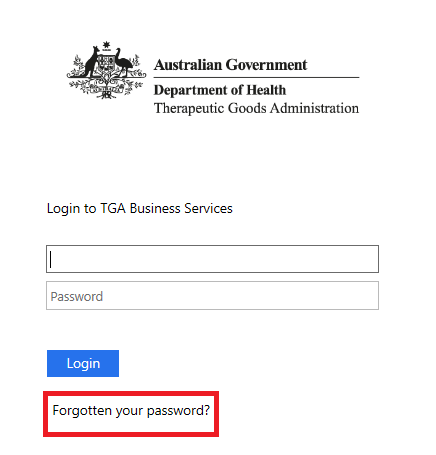 Australian Government
Department of Health
Therapeutic Goods Administration
Login to TGA Business Services
Password
Login
Forgotten your password?